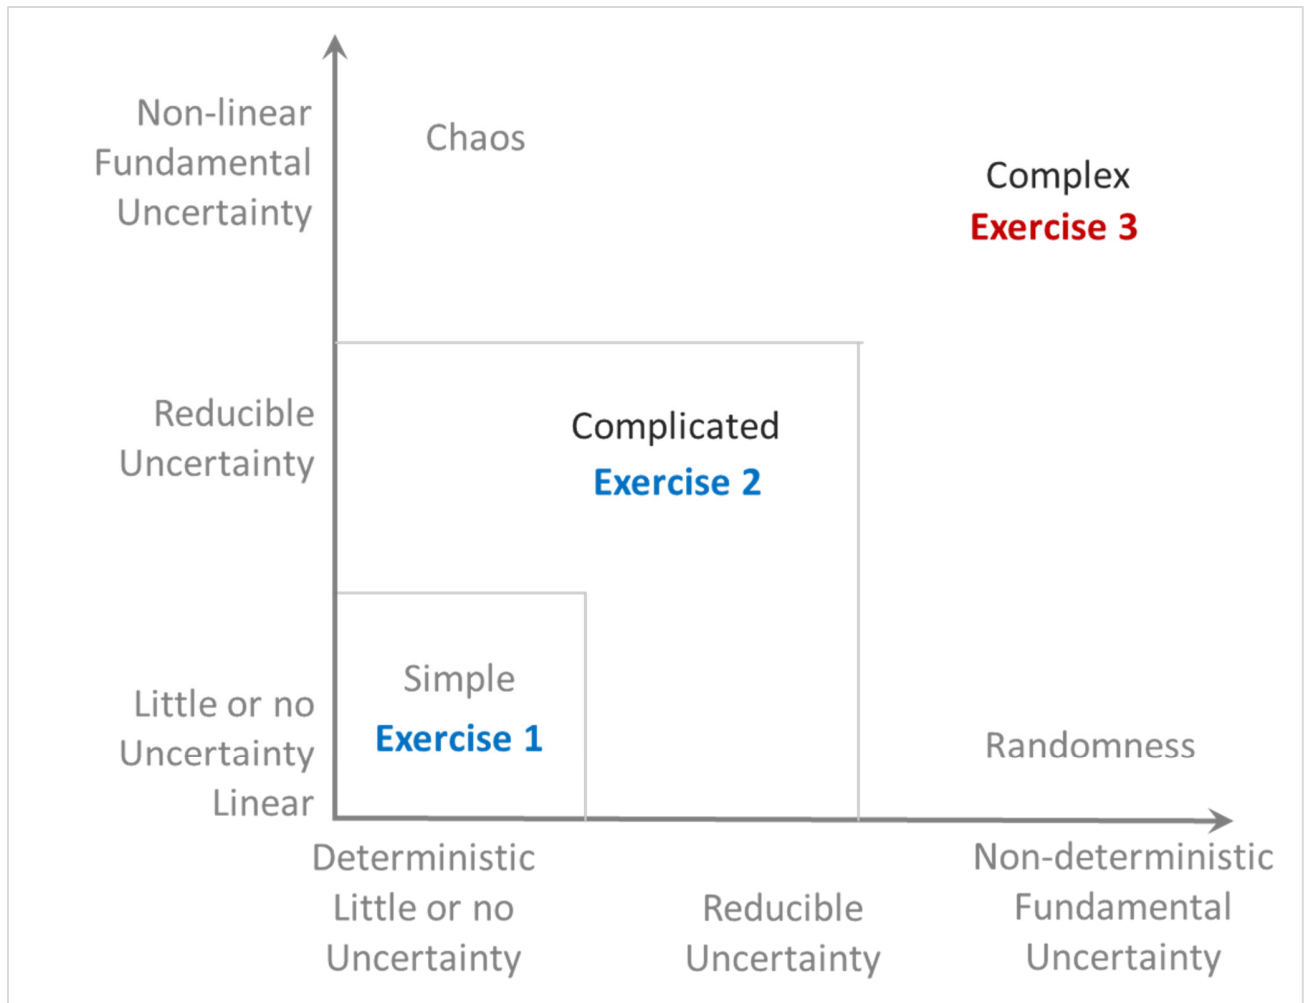 Non-linear
Fundamental
Uncertainty
Chaos
Complex
Exercise 3
Reducible
Uncertainty
Complicated
Exercise 2
Little or no
Uncertainty
Linear
Simple
Exercise 1
Randomness
Deterministic
Little or no
Uncertainty
Reducible
Uncertainty
Non-deterministic
Fundamental
Uncertainty